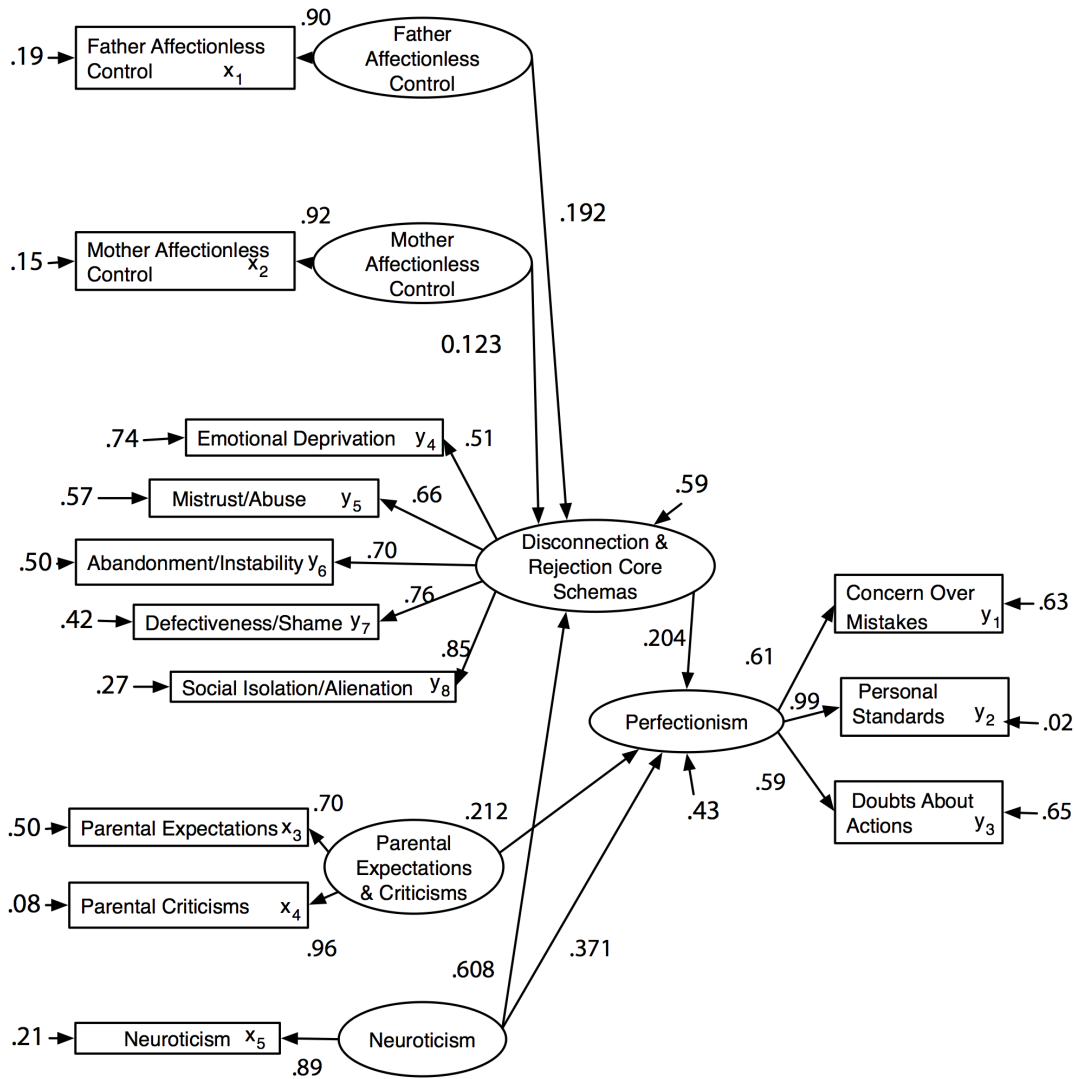 .90
Father Affectionless
Control x1
.19
Father
Affectionless
Control
.192
.92
Mother Affectionless
Control x2
.15
Mother
Affectionless
Control
0.123
.74
Emotional Deprivation y4
.51
.57
Mistrust/Abuse y5
.66
.59
.50
Abandonment/Instability y6
.70
Disconnection &
Rejection Core
Schemas
.42
Defectiveness/Shame y7
.76
.27
Social Isolation/Alienation y8
.85
.204
Concern Over
Mistakes y1
.63
.61
Perfectionism
.99
Personal
Standards y2
.02
.59
Doubts About
Actions y3
.65
.43
.50
Parental Expectations x3
.70
.212
Parental
Expectations
& Criticisms
.08
Parental Criticisms x4
.96
.608
.371
.21
Neuroticism x5
.89
Neuroticism